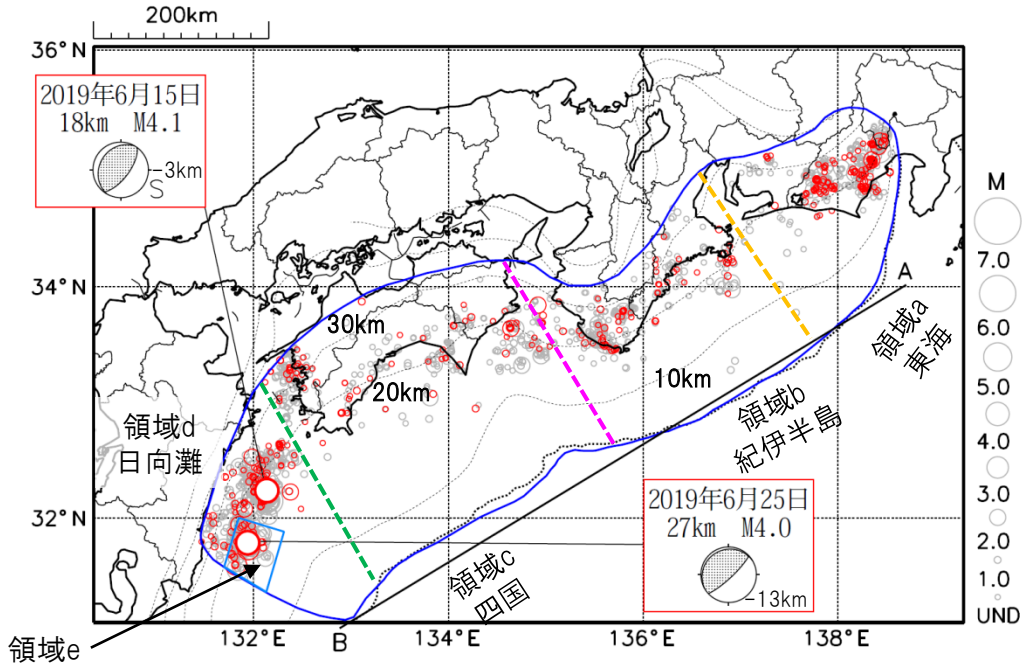 200km
36°N
2019年6月15日
18km M4.1
-3km
S
M
7.0
34°N
A
6.0
30km
領域a
東海
5.0
10km
20km
領域b
紀伊半島
領域d
日向灘
4.0
2019年6月25日
27km M4.0
3.0
32°N
2.0
領域c
四国
-13km
1.0
UND
132°E
B
134°E
136°E
138°E
領域e